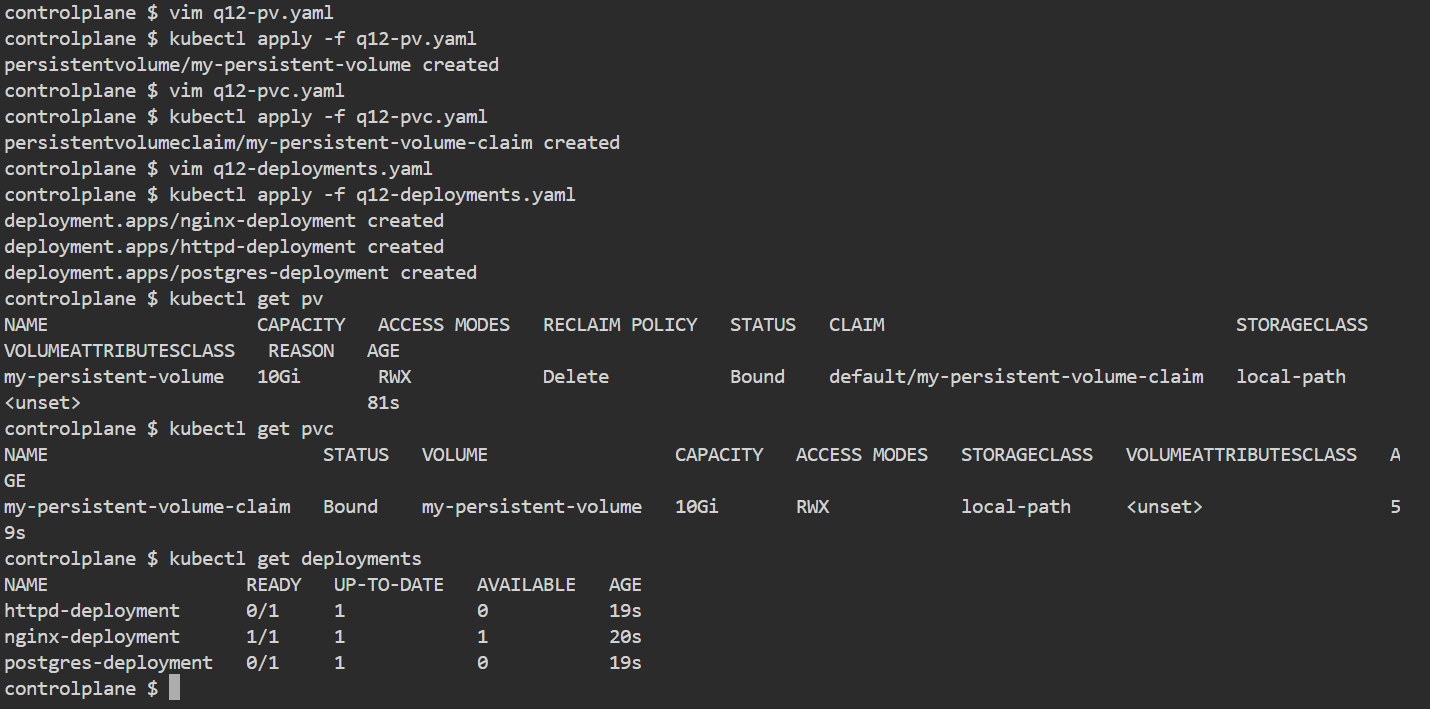 controlplane $ vim q12-pv.yaml
controlplane $ kubectl apply -f q12-pv.yaml
persistentvolume/my-persistent-volume created
controlplane $ vim q12-pvc.yaml
controlplane $ kubectl apply -f q12-pvc.yaml
persistentvolumeclaim/my-persistent-volume-claim created
controlplane $ vim q12-deployments.yaml
controlplane $ kubectl apply -f q12-deployments.yaml
deployment.apps/nginx-deployment created
deployment.apps/httpd-deployment created
deployment.apps/postgres-deployment created
controlplane $ kubectl get pv
NAME                   CAPACITY   ACCESS MODES   RECLAIM POLICY   STATUS   CLAIM                                STORAGECLASS
VOLUMEATTRIBUTESCLASS   REASON   AGE
my-persistent-volume   10Gi       RWX            Delete           Bound    default/my-persistent-volume-claim   local-path
<unset>                          81s
controlplane $ kubectl get pvc
NAME                         STATUS   VOLUME                 CAPACITY   ACCESS MODES   STORAGECLASS   VOLUMEATTRIBUTESCLASS   A
GE
my-persistent-volume-claim   Bound    my-persistent-volume   10Gi       RWX            local-path     <unset>                 5
9s
controlplane $ kubectl get deployments
NAME                  READY   UP-TO-DATE   AVAILABLE   AGE
httpd-deployment      0/1     1            0           19s
nginx-deployment      1/1     1            1           20s
postgres-deployment   0/1     1            0           19s
controlplane $